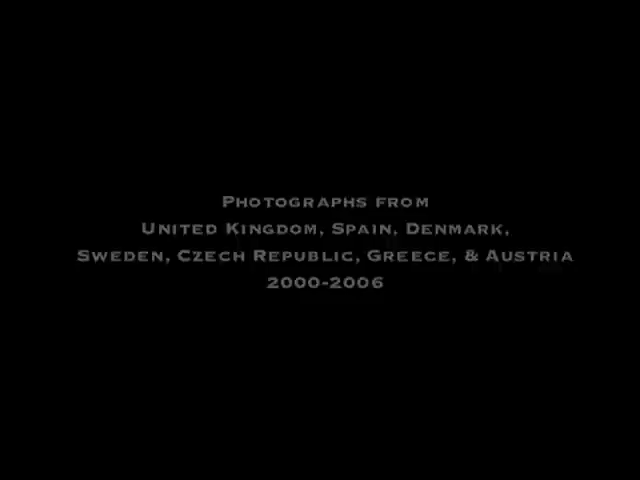 Photographs from
United Kingdom, Spain, Denmark,
Sweden, Czech Republic, Greece, & Austria
2000-2006